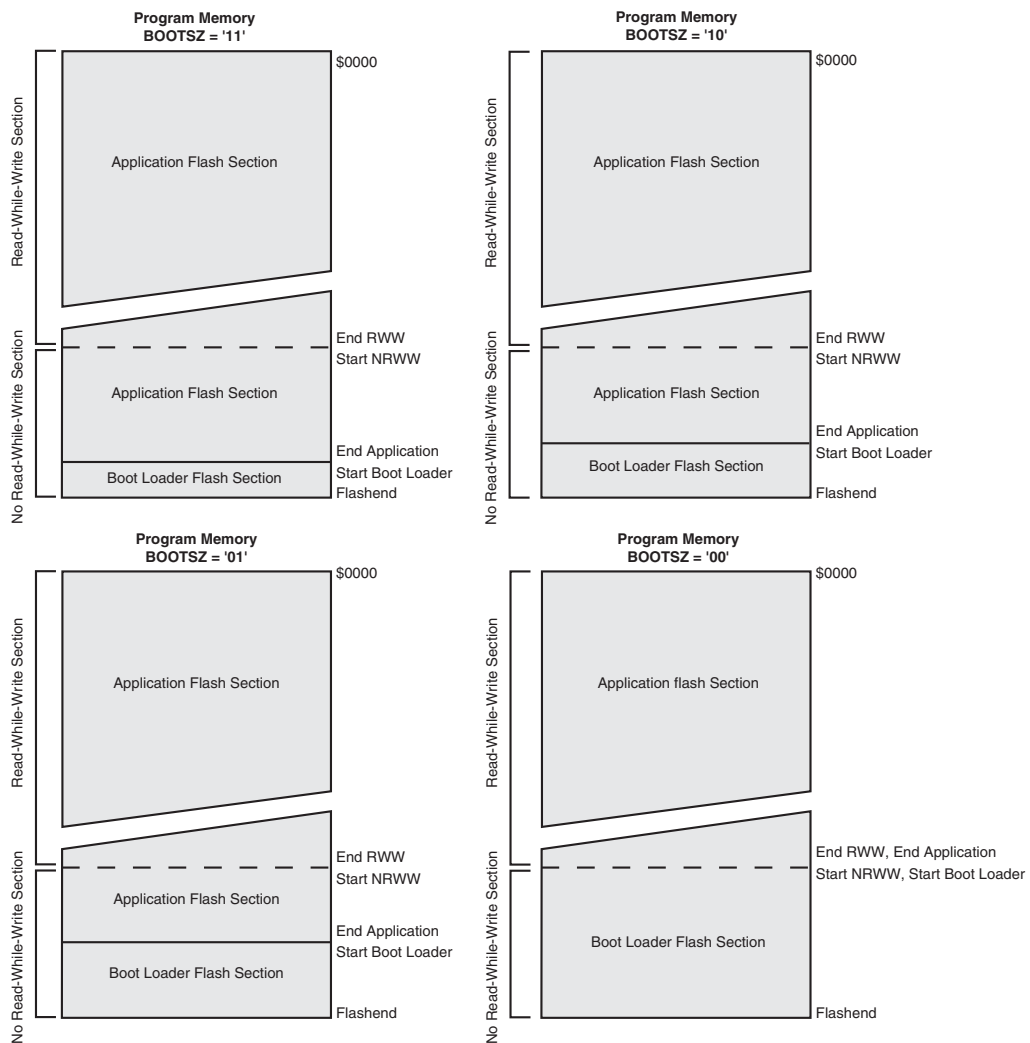 Program Memory
BOOTSZ = '11'
$0000
Read-While-Write Section
Application Flash Section
End RWW
Start NRWW
No Read-While-Write Section
Application Flash Section
End Application
Start Boot Loader
Boot Loader Flash Section
Flashend
Program Memory
BOOTSZ = '10'
$0000
Read-While-Write Section
Application Flash Section
End RWW
Start NRWW
No Read-While-Write Section
Application Flash Section
End Application
Start Boot Loader
Boot Loader Flash Section
Flashend
Program Memory
BOOTSZ = '01'
$0000
Read-While-Write Section
Application Flash Section
End RWW
Start NRWW
No Read-While-Write Section
Application Flash Section
End Application
Start Boot Loader
Boot Loader Flash Section
Flashend
Program Memory
BOOTSZ = '00'
$0000
Read-While-Write Section
Application flash Section
End RWW, End Application
Start NRWW, Start Boot Loader
No Read-While-Write Section
Boot Loader Flash Section
Flashend